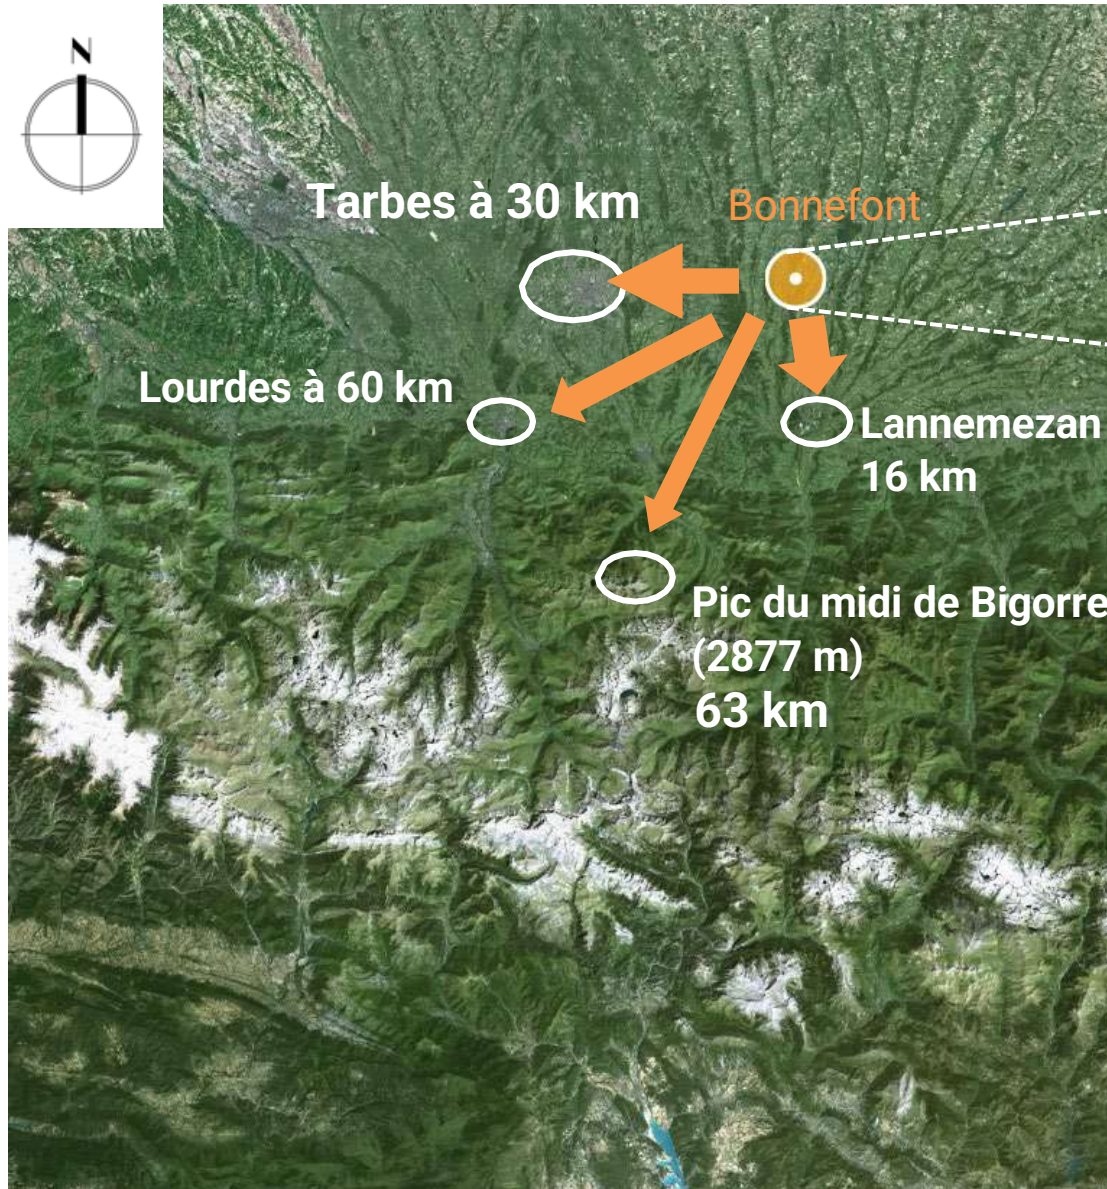 N
Tarbes à 30 km
Bonnefont
Lourdes à 60 km
Lannemezan
16 km
Pic du midi de Bigorre
(2877 m)
63 km